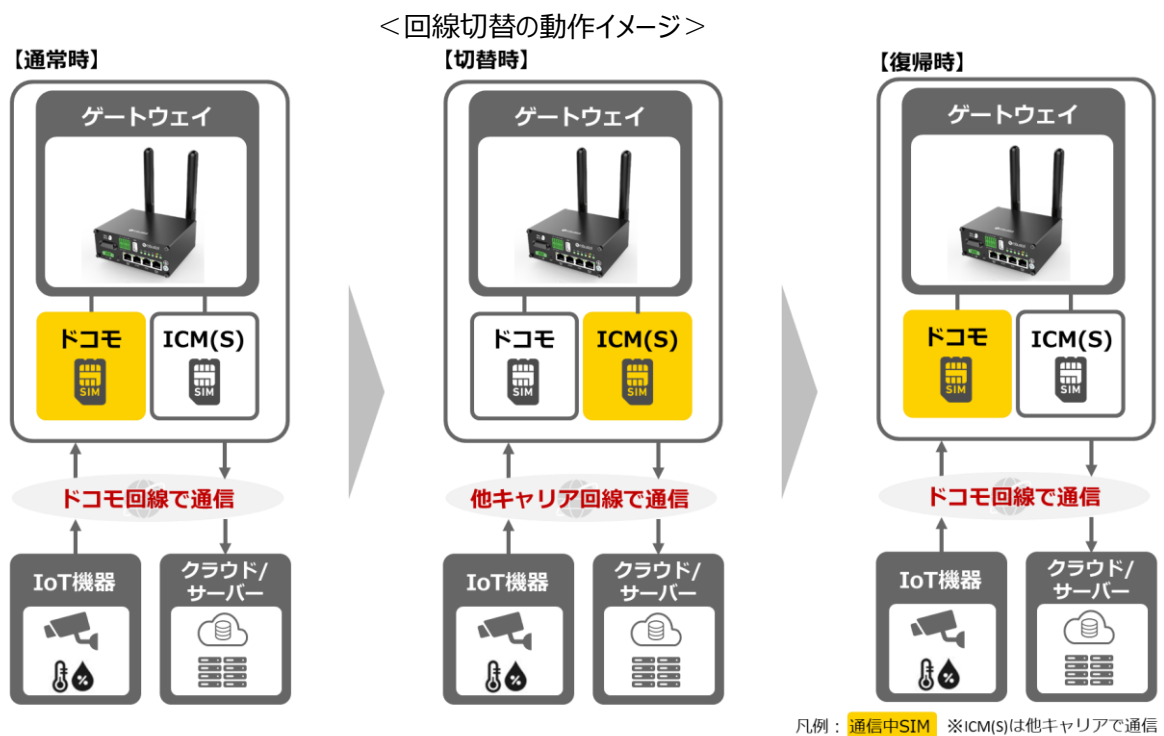 ＜回線切替の動作イメージ＞
【通常時】
ゲートウェイ
ドコモ
SIM
ICM(S)
SIM
ドコモ回線で通信
IoT機器
%
クラウド/
サーバー
【切替時】
ゲートウェイ
ドコモ
SIM
ICM(S)
SIM
他キャリア回線で通信
IoT機器
%
クラウド/
サーバー
【復帰時】
ゲートウェイ
ドコモ
SIM
ICM(S)
SIM
ドコモ回線で通信
IoT機器
%
クラウド/
サーバー
凡例：通信中SIM ※ICM(S)は他キャリアで通信